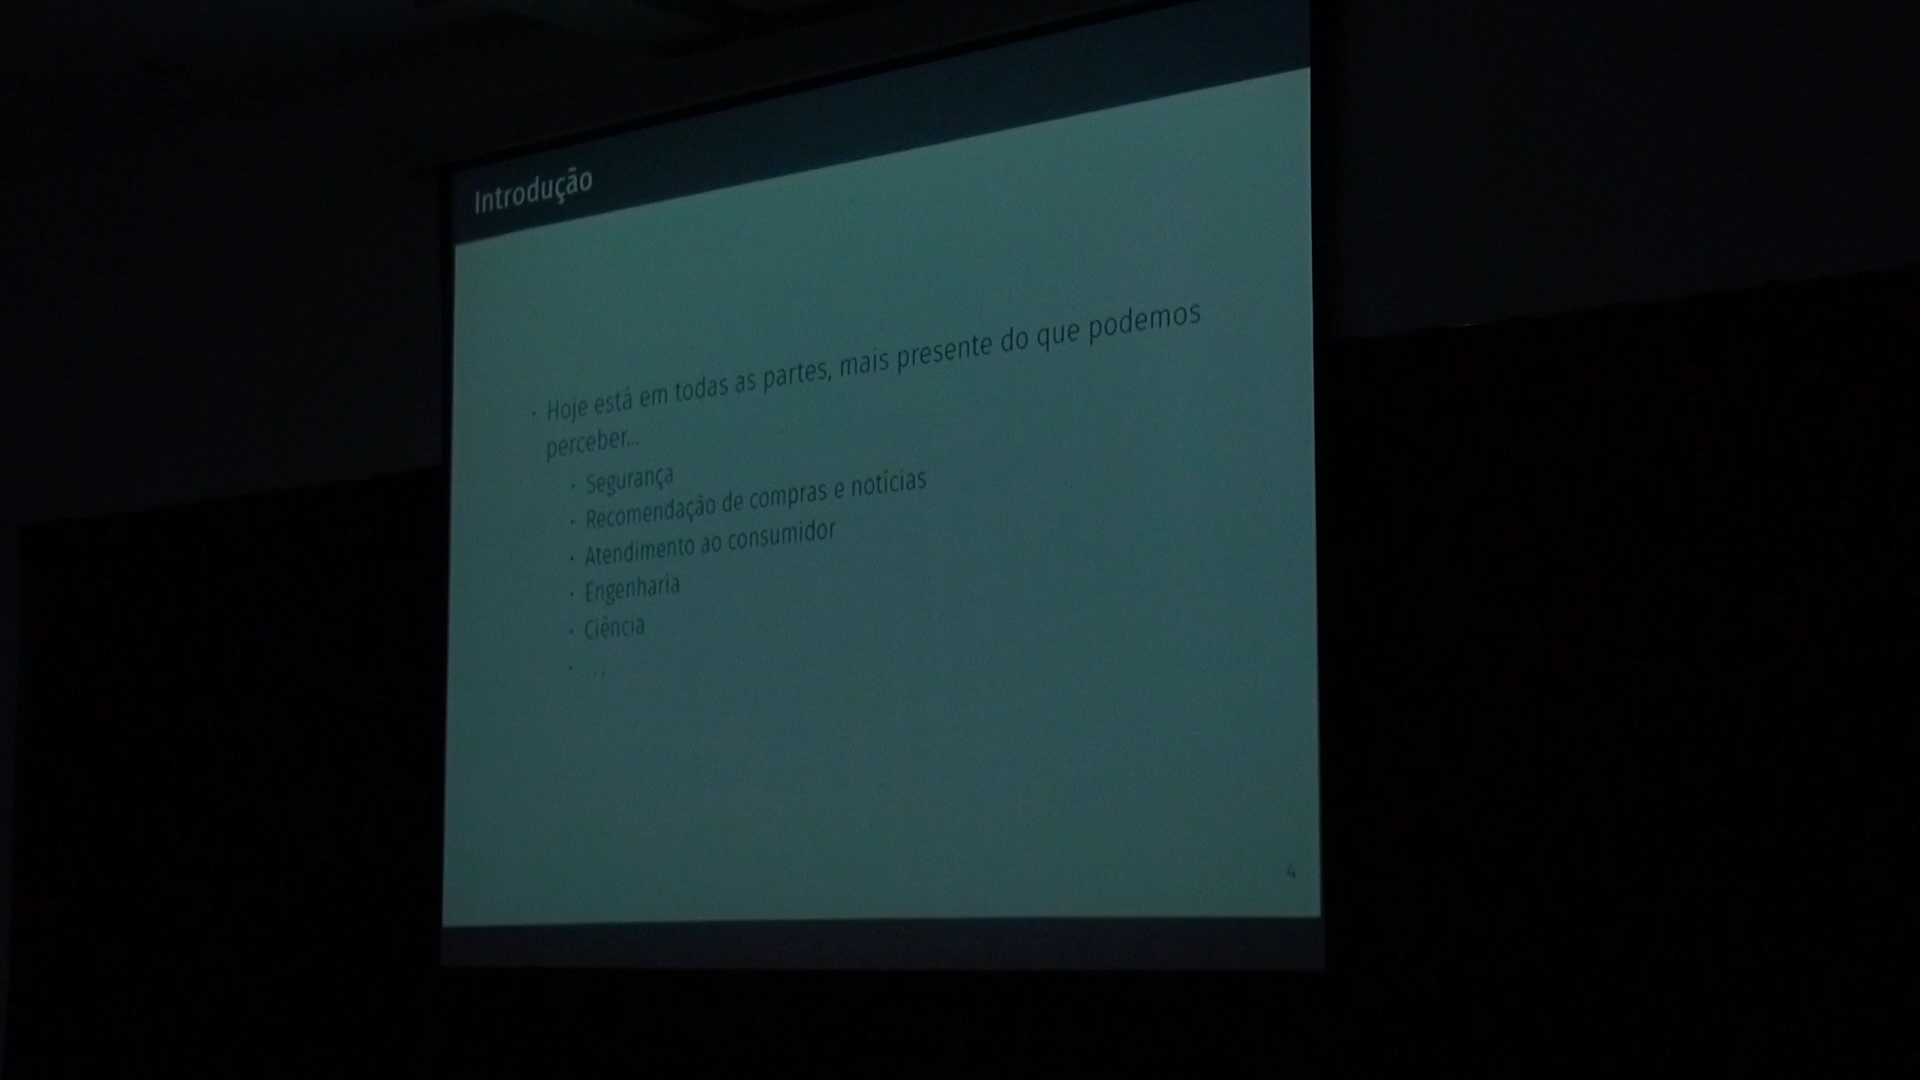 Introdução
· Hoje está em todas as partes, mais presente do que podemos
perceber...
· Segurança
· Recomendação de compras e notícias
· Atendimento ao consumidor
· Engenharia
· Ciência
· ...
4